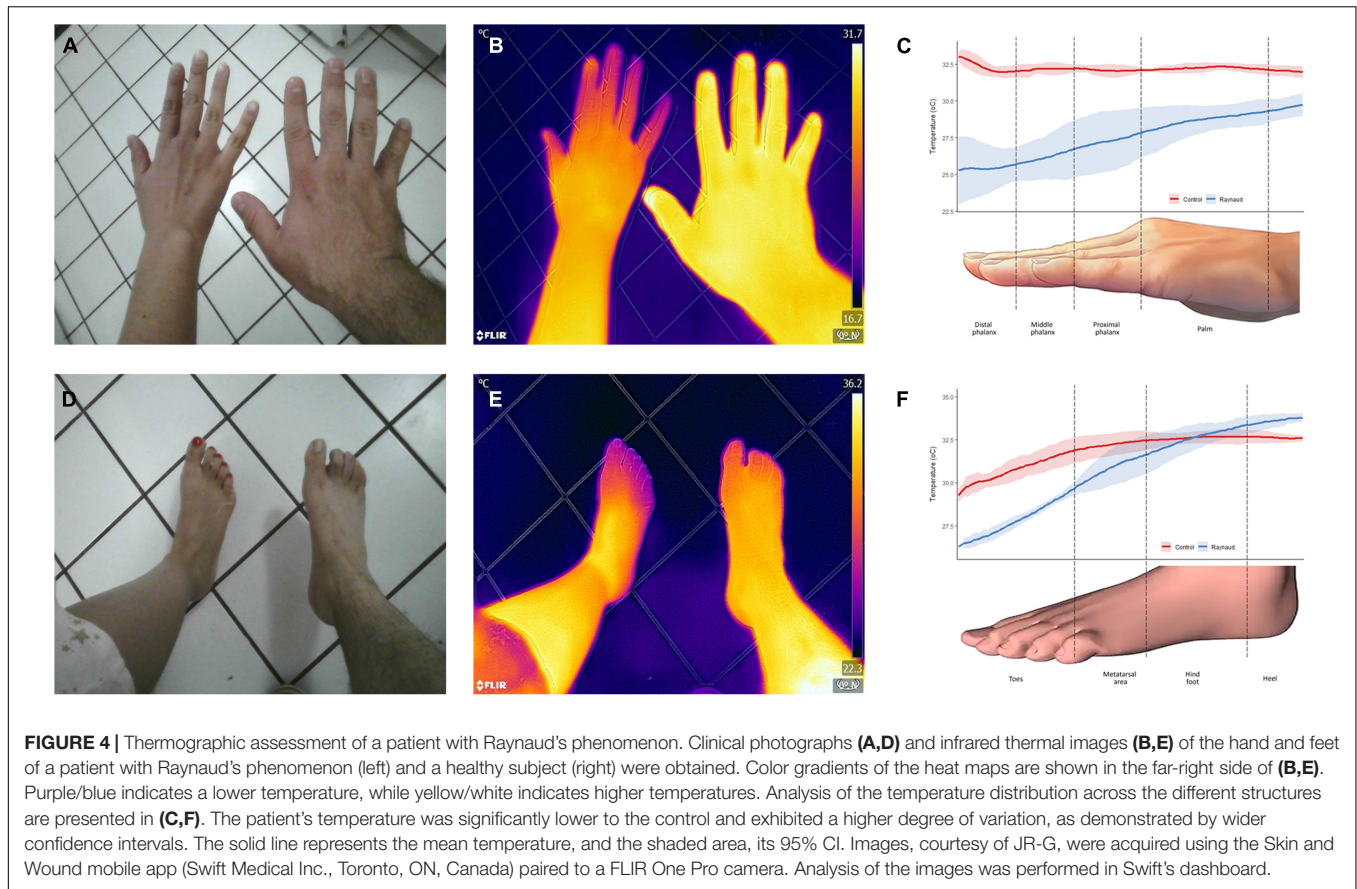 A
B
°C
31.7
16.7
FLIR
C
Temperature (oC)
32.5
30.0
27.5
25.0
22.5
Control Raynaud
Distal phalanx
Middle phalanx
Proximal phalanx
Palm
D
E
°C
36.2
22.3
FLIR
F
Temperature (oC)
35.0
32.5
30.0
27.5
Control Raynaud
Toes
Metatarsal area
Hind foot
Heel
FIGURE 4 | Thermographic assessment of a patient with Raynaud's phenomenon. Clinical photographs (A,D) and infrared thermal images (B,E) of the hand and feet
of a patient with Raynaud's phenomenon (left) and a healthy subject (right) were obtained. Color gradients of the heat maps are shown in the far-right side of (B,E).
Purple/blue indicates a lower temperature, while yellow/white indicates higher temperatures. Analysis of the temperature distribution across the different structures
are presented in (C,F). The patient's temperature was significantly lower to the control and exhibited a higher degree of variation, as demonstrated by wider
confidence intervals. The solid line represents the mean temperature, and the shaded area, its 95% CI. Images, courtesy of JR-G, were acquired using the Skin and
Wound mobile app (Swift Medical Inc., Toronto, ON, Canada) paired to a FLIR One Pro camera. Analysis of the images was performed in Swift's dashboard.